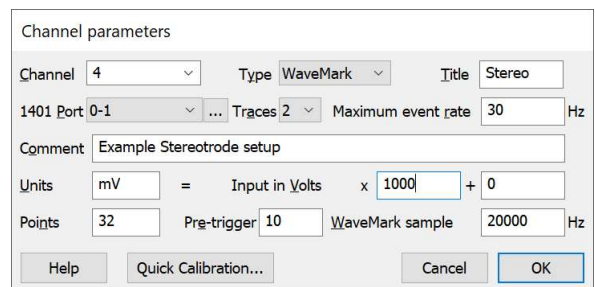 Channel parameters
Channel 4 Type WaveMark Title Stereo
1401 Port 0-1 ... Traces 2 Maximum event rate 30 Hz
Comment Example Stereotrode setup
Units mV = Input in Volts x 1000 + 0
Points 32 Pre-trigger 10 WaveMark sample 20000 Hz
Help Quick Calibration... Cancel OK